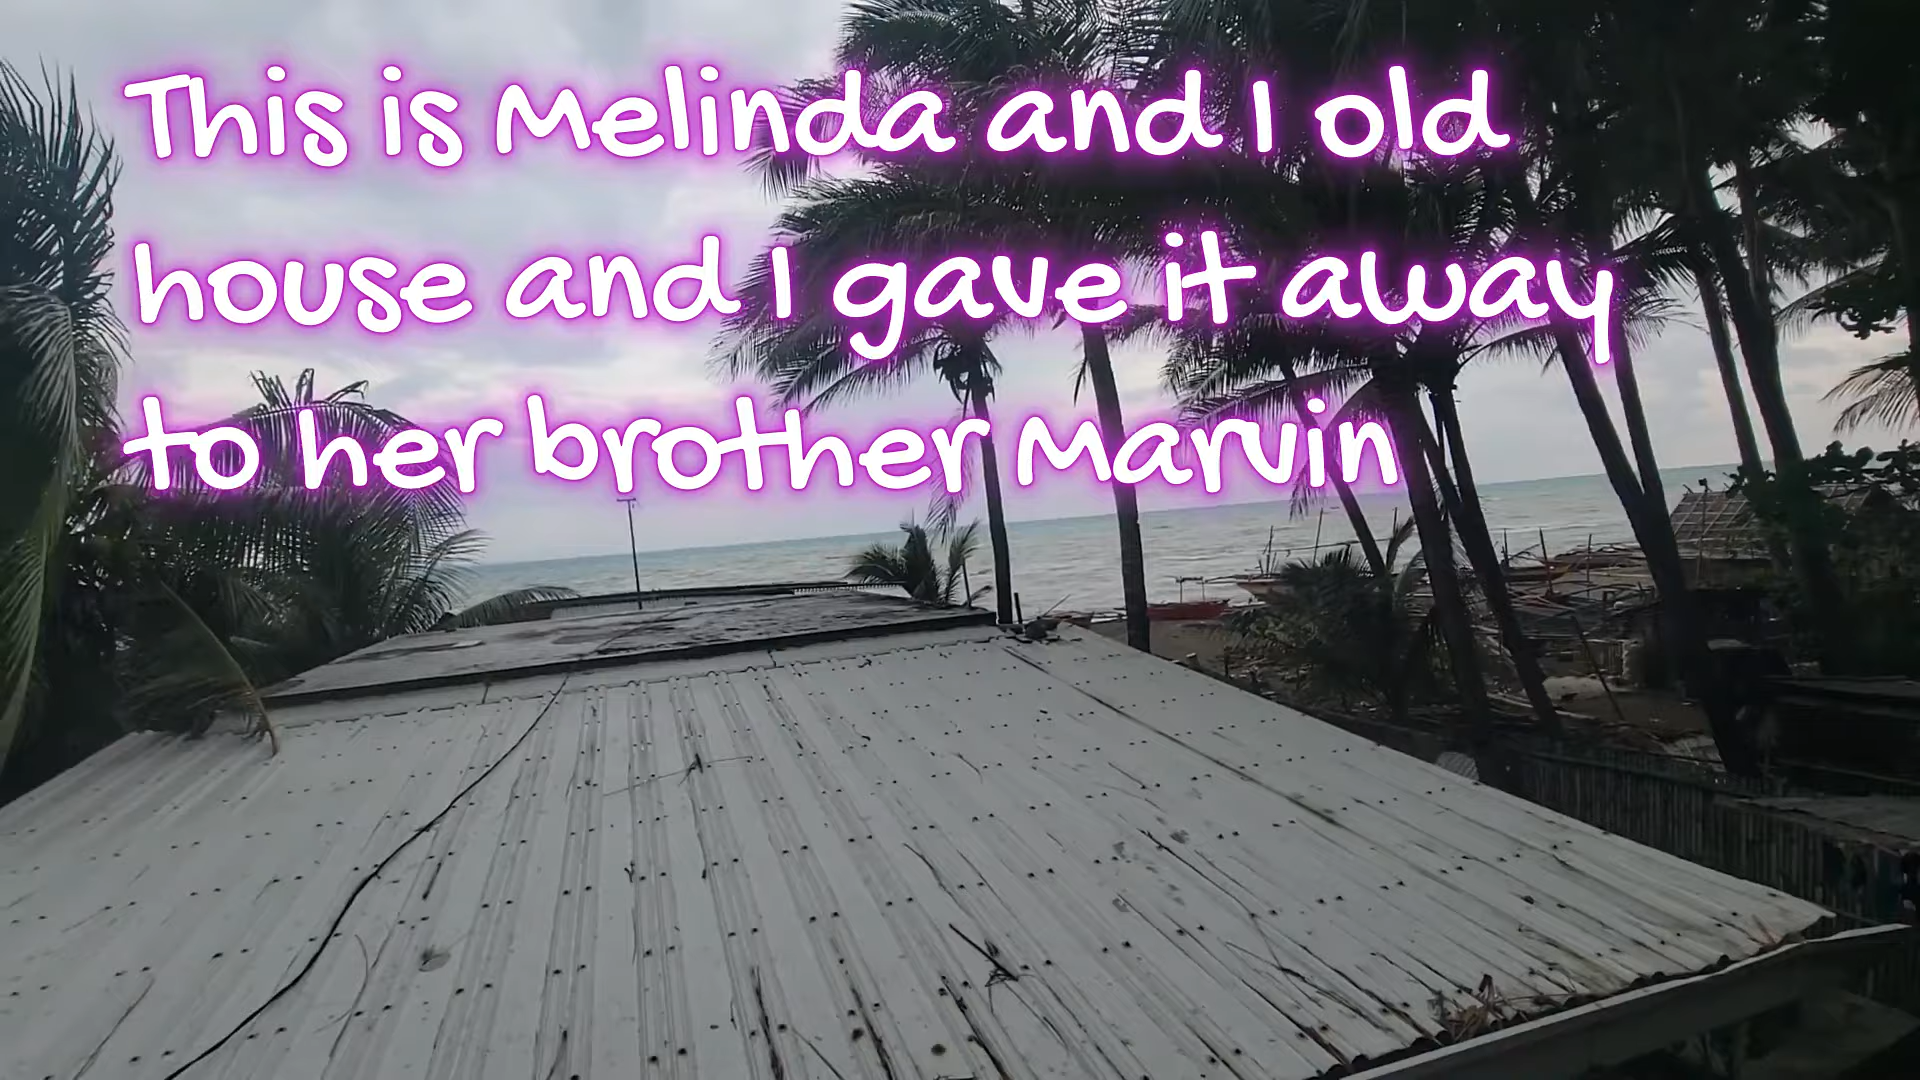 This is Melinda and I old
house and I gave it away
to her brother Marvin